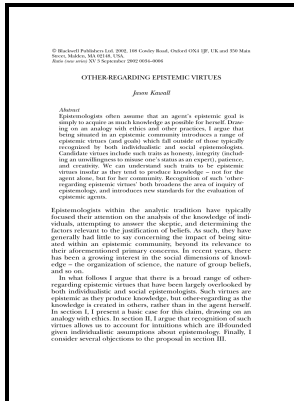 © Blackwell Publishers Ltd. 2002, 108 Cowley Road, Oxford OX4 1JF, UK and 350 Main
Street, Malden, MA 02148, USA.
Ratio (new series) XV 3 September 2002 0034–0006
OTHER-REGARDING EPISTEMIC VIRTUES
Jason Kawall
Abstract
Epistemologists often assume that an agent's epistemic goal is
simply to acquire as much knowledge as possible for herself. Draw-
ing on an analogy with ethics and other practices, I argue that
being situated in an epistemic community introduces a range of
epistemic virtues (and goals) which fall outside of those typically
recognized by both individualistic and social epistemologists.
Candidate virtues include such traits as honesty, integrity (includ-
ing an unwillingness to misuse one's status as an expert), patience,
and creativity. We can understand such traits to be epistemic
virtues insofar as they tend to produce knowledge – not for the
agent alone, but for her community. Recognition of such 'other-
regarding epistemic virtues' both broadens the area of inquiry of
epistemology, and introduces new standards for the evaluation of
epistemic agents.
Epistemologists within the analytic tradition have typically
focused their attention on the analysis of the knowledge of indi-
viduals, attempting to answer the skeptic, and determining the
factors relevant to the justification of beliefs. As such, they have
generally had little to say concerning the impact of being situ-
ated within an epistemic community, beyond its relevance to
their aforementioned primary concerns. In recent years, there
has been a growing interest in the social dimensions of knowl-
edge – the organization of science, the nature of group beliefs,
and so on.
In what follows I argue that there is a broad range of other-
regarding epistemic virtues that have been largely overlooked by
both individualistic and social epistemologists. Such virtues are
epistemic as they produce knowledge, but other-regarding as the
knowledge is created in others, rather than in the agent herself.
In section I, I present a basic case for this claim, drawing on an
analogy with ethics. In section II, I argue that recognition of such
virtues allows us to account for intuitions which are ill-founded
given individualistic assumptions about epistemology. Finally, I
consider several objections to the proposal in section III.